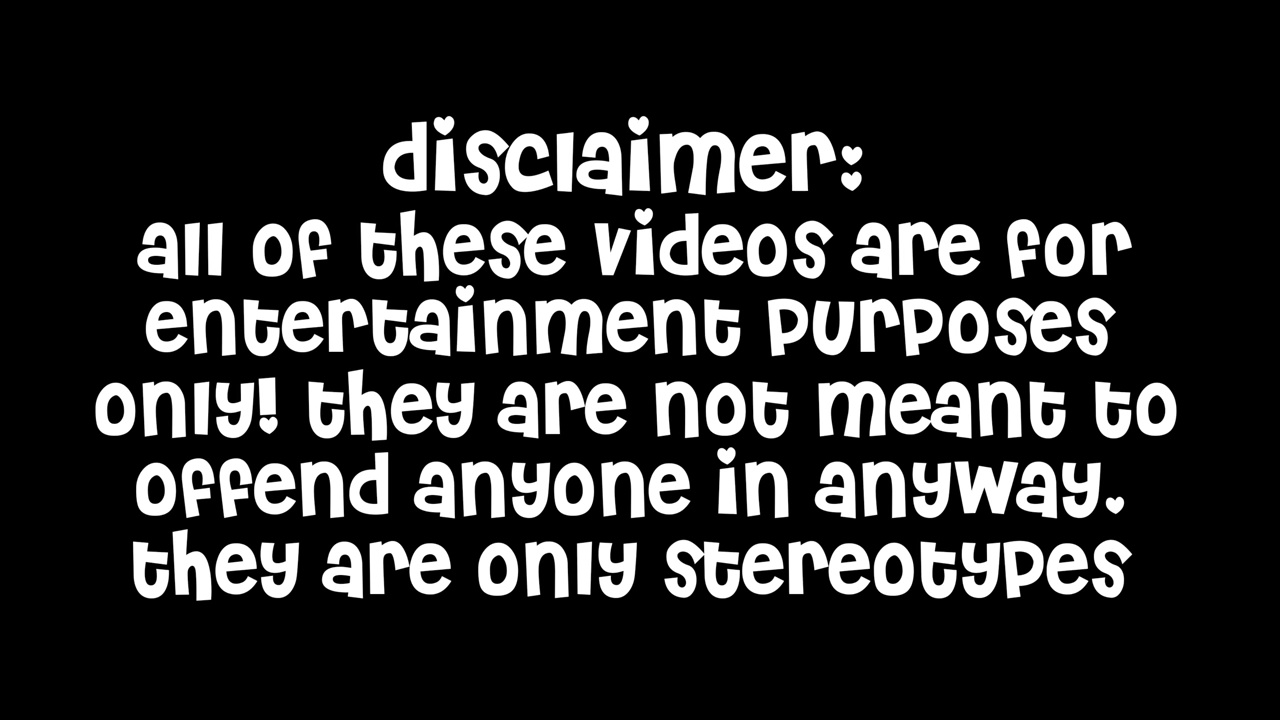 disclaimer:
all of these videos are for
entertainment purposes
only! they are not meant to
offend anyone in anyway.
they are only stereotypes